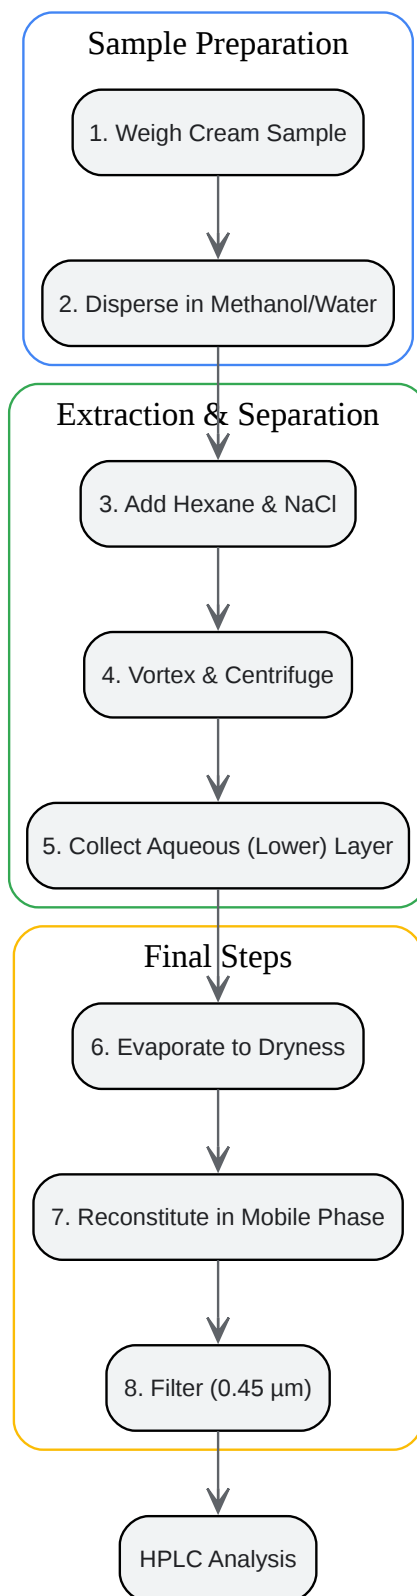 Sample Preparation
1. Weigh Cream Sample
2. Disperse in Methanol/Water
Extraction & Separation
3. Add Hexane & NaCl
4. Vortex & Centrifuge
5. Collect Aqueous (Lower) Layer
Final Steps
6. Evaporate to Dryness
7. Reconstitute in Mobile Phase
8. Filter (0.45 µm)
HPLC Analysis